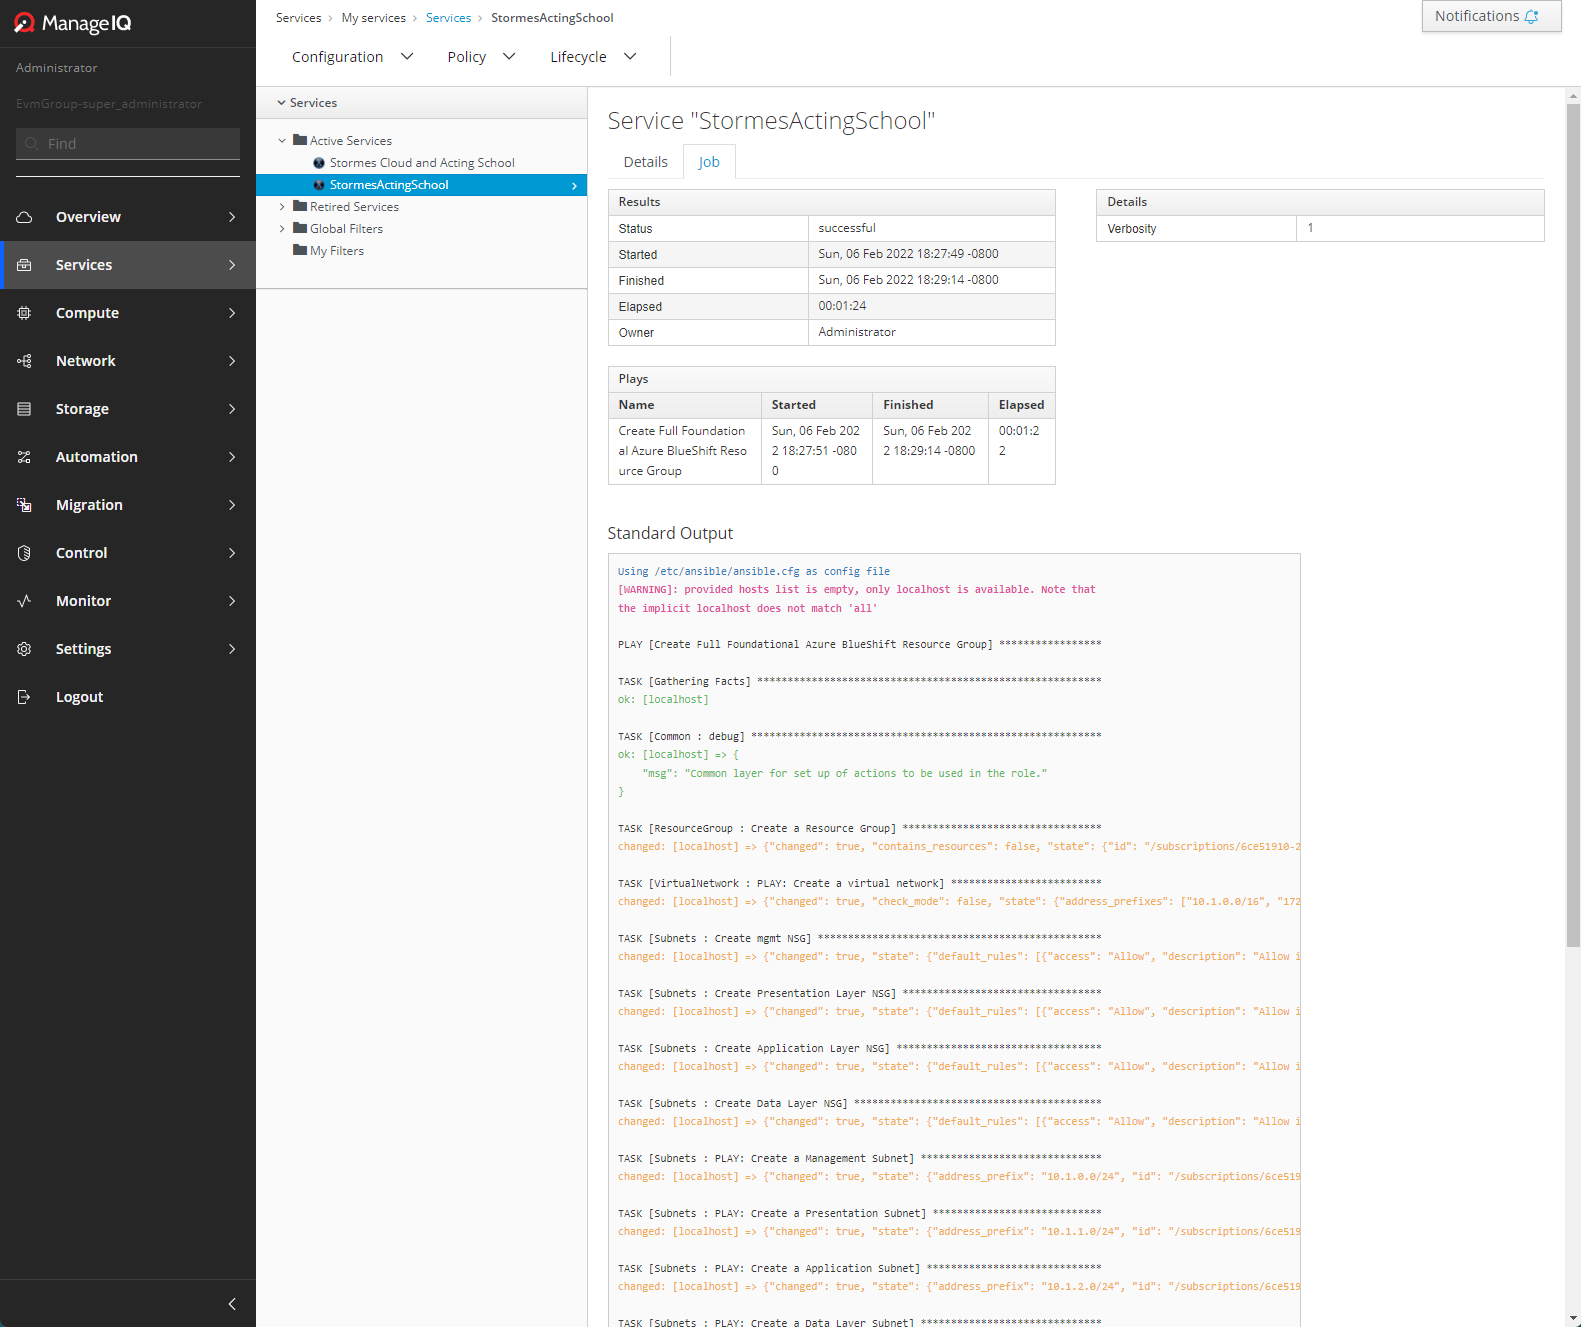 ManageIQ
Administrator
EvmGroup-super_administrator
Find
Overview
Services
Compute
Network
Storage
Automation
Migration
Control
Monitor
Settings
Logout
Services › My services › Services › StormesActingSchool
Notifications
Configuration
Policy
Lifecycle
Services
Active Services
Stormes Cloud and Acting School
StormesActingSchool
Retired Services
Global Filters
My Filters
Service "StormesActingSchool"
Details Job
Results
Status successful
Started Sun, 06 Feb 2022 18:27:49 -0800
Finished Sun, 06 Feb 2022 18:29:14 -0800
Elapsed 00:01:24
Owner Administrator
Details
Verbosity 1
Plays
Name Started Finished Elapsed
Create Full Foundation Sun, 06 Feb 202 Sun, 06 Feb 202 00:01:2
al Azure BlueShift Reso 2 18:27:51 -080 2 18:29:14 -0800 2
urce Group 0
Standard Output
Using /etc/ansible/ansible.cfg as config file
[WARNING]: provided hosts list is empty, only localhost is available. Note that
the implicit localhost does not match 'all'
PLAY [Create Full Foundational Azure BlueShift Resource Group] *****************
TASK [Gathering Facts] *********************************************************
ok: [localhost]
TASK [Common : debug] **********************************************************
ok: [localhost] => {
"msg": "Common layer for set up of actions to be used in the role."
}
TASK [ResourceGroup : Create a Resource Group] *********************************
changed: [localhost] => {"changed": true, "contains_resources": false, "state": {"id": "/subscriptions/6ce51910-2
TASK [VirtualNetwork : PLAY: Create a virtual network] *************************
changed: [localhost] => {"changed": true, "check_mode": false, "state": {"address_prefixes": ["10.1.0.0/16", "172
TASK [Subnets : Create mgmt NSG] ***********************************************
changed: [localhost] => {"changed": true, "state": {"default_rules": [{"access": "Allow", "description": "Allow i
TASK [Subnets : Create Presentation Layer NSG] *********************************
changed: [localhost] => {"changed": true, "state": {"default_rules": [{"access": "Allow", "description": "Allow i
TASK [Subnets : Create Application Layer NSG] **********************************
changed: [localhost] => {"changed": true, "state": {"default_rules": [{"access": "Allow", "description": "Allow i
TASK [Subnets : Create Data Layer NSG] *****************************************
changed: [localhost] => {"changed": true, "state": {"default_rules": [{"access": "Allow", "description": "Allow i
TASK [Subnets : PLAY: Create a Management Subnet] ******************************
changed: [localhost] => {"changed": true, "state": {"address_prefix": "10.1.0.0/24", "id": "/subscriptions/6ce519
TASK [Subnets : PLAY: Create a Presentation Subnet] ****************************
changed: [localhost] => {"changed": true, "state": {"address_prefix": "10.1.1.0/24", "id": "/subscriptions/6ce519
TASK [Subnets : PLAY: Create a Application Subnet] *****************************
changed: [localhost] => {"changed": true, "state": {"address_prefix": "10.1.2.0/24", "id": "/subscriptions/6ce519
TASK [Subnets : PLAY: Create a Data Layer Subnet] ******************************